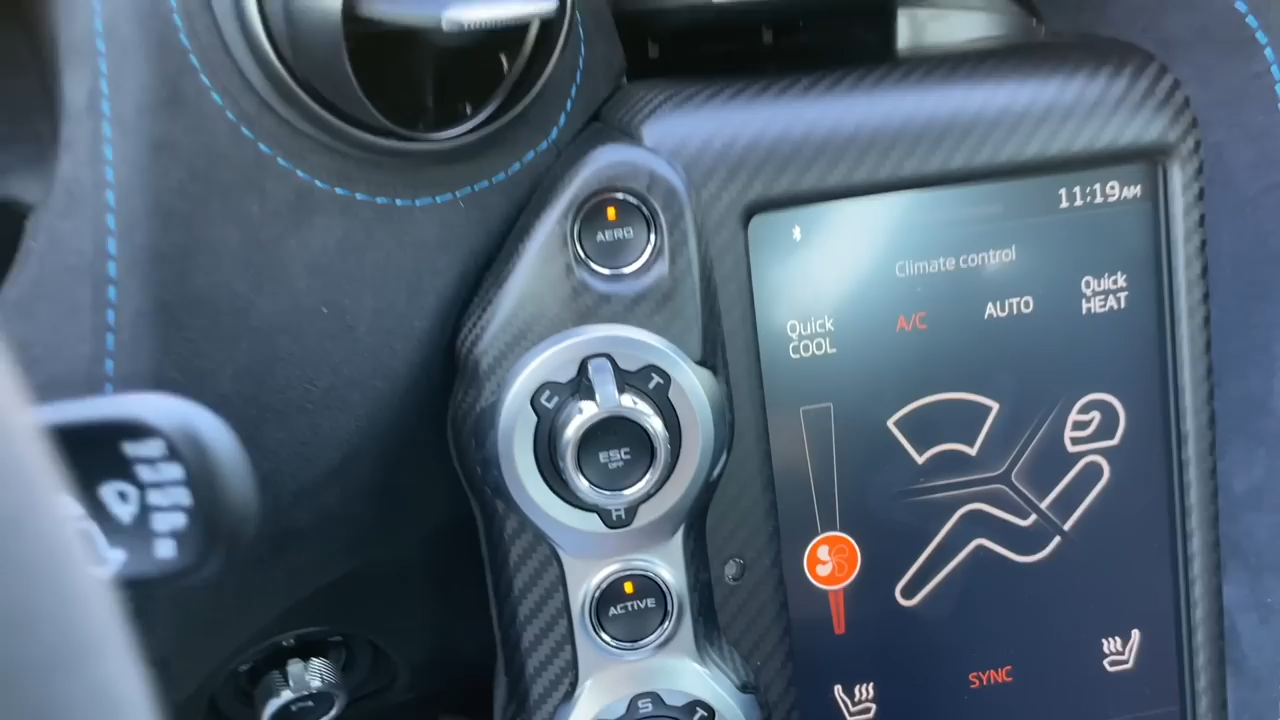 AERO
C
T
ESC
OFF
H
ACTIVE
S
T
11:19AM
Climate control
Quick
COOL
A/C
AUTO
Quick
HEAT
SYNC